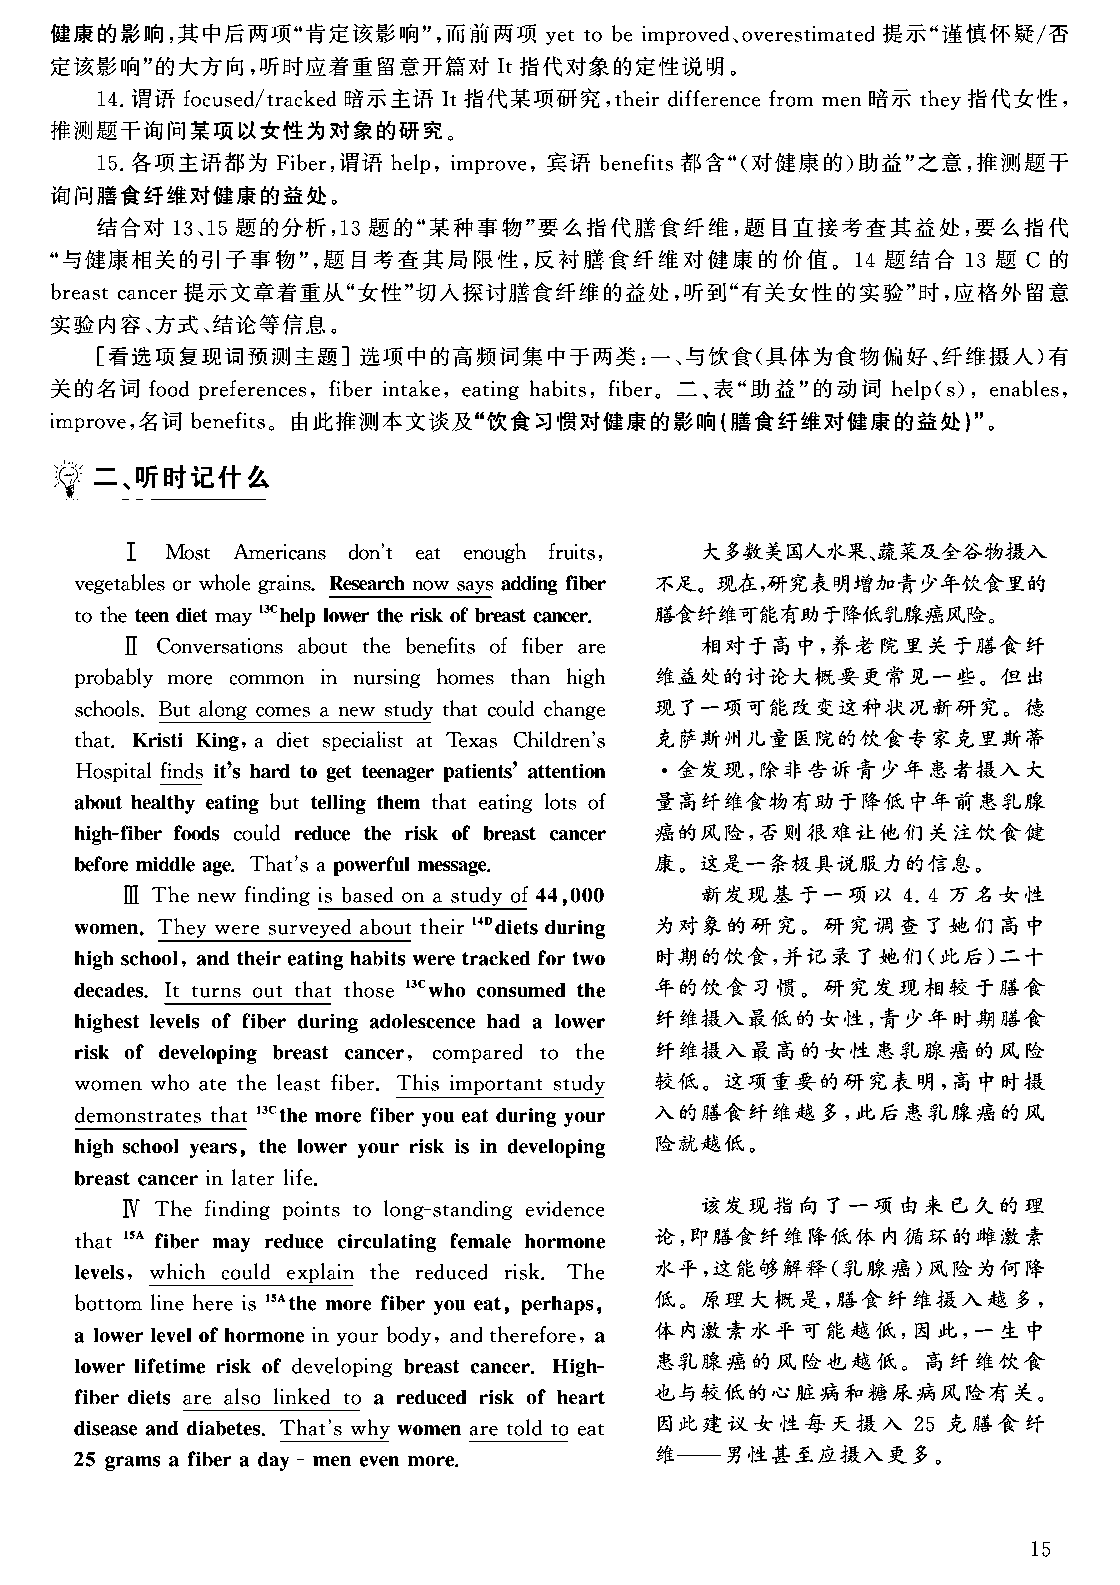 健康的影响,其中后两项“肯定该影响”,而前两项 yet to be improved、overestimated 提示“谨慎怀疑/否
定该影响”的大方向,听时应着重留意开篇对 It 指代对象的定性说明。
14. 谓语 focused/tracked 暗示主语 It 指代某项研究,their difference from men 暗示 they 指代女性,
推测题干询问某项以女性为对象的研究。
15. 各项主语都为 Fiber,谓语 help, improve, 宾语 benefits 都含“(对健康的)助益”之意,推测题干
询问膳食纤维对健康的益处。
结合对 13、15 题的分析,13 题的“某种事物”要么指代膳食纤维,题目直接考查其益处,要么指代
“与健康相关的引子事物”,题目考查其局限性,反衬膳食纤维对健康的价值。14 题结合 13 题 C 的
breast cancer 提示文章着重从“女性”切入探讨膳食纤维的益处,听到“有关女性的实验”时,应格外留意
实验内容、方式、结论等信息。
[看选项复现词预测主题] 选项中的高频词集中于两类:一、与饮食(具体为食物偏好、纤维摄入)有
关的名词 food preferences, fiber intake, eating habits, fiber。二、表“助益”的动词 help(s), enables,
improve,名词 benefits。由此推测本文谈及“饮食习惯对健康的影响(膳食纤维对健康的益处)”。
二、听时记什么
Ⅰ Most Americans don't eat enough fruits,
vegetables or whole grains. Research now says adding fiber
to the teen diet may 13C help lower the risk of breast cancer.
Ⅱ Conversations about the benefits of fiber are
probably more common in nursing homes than high
schools. But along comes a new study that could change
that. Kristi King, a diet specialist at Texas Children's
Hospital finds it's hard to get teenager patients' attention
about healthy eating but telling them that eating lots of
high-fiber foods could reduce the risk of breast cancer
before middle age. That's a powerful message.
Ⅲ The new finding is based on a study of 44,000
women. They were surveyed about their 14D diets during
high school, and their eating habits were tracked for two
decades. It turns out that those 13C who consumed the
highest levels of fiber during adolescence had a lower
risk of developing breast cancer, compared to the
women who ate the least fiber. This important study
demonstrates that 13C the more fiber you eat during your
high school years, the lower your risk is in developing
breast cancer in later life.
Ⅳ The finding points to long-standing evidence
that 15A fiber may reduce circulating female hormone
levels, which could explain the reduced risk. The
bottom line here is 15A the more fiber you eat, perhaps,
a lower level of hormone in your body, and therefore, a
lower lifetime risk of developing breast cancer. High-
fiber diets are also linked to a reduced risk of heart
disease and diabetes. That's why women are told to eat
25 grams a fiber a day - men even more.
大多数美国人水果、蔬菜及全谷物摄入
不足。现在,研究表明增加青少年饮食里的
膳食纤维可能有助于降低乳腺癌风险。
相对于高中,养老院里关于膳食纤
维益处的讨论大概要更常见一些。但出
现了一项可能改变这种状况新研究。德
克萨斯州儿童医院的饮食专家克里斯蒂
·金发现,除非告诉青少年患者摄入大
量高纤维食物有助于降低中年前患乳腺
癌的风险,否则很难让他们关注饮食健
康。这是一条极具说服力的信息。
新发现基于一项以 4.4 万名女性
为对象的研究。研究调查了她们高中
时期的饮食,并记录了她们(此后)二十
年的饮食习惯。研究发现相较于膳食
纤维摄入最低的女性,青少年时期膳食
纤维摄入最高的女性患乳腺癌的风险
较低。这项重要的研究表明,高中时摄
入的膳食纤维越多,此后患乳腺癌的风
险就越低。
该发现指向了一项由来已久的理
论,即膳食纤维降低体内循环的雌激素
水平,这能够解释(乳腺癌)风险为何降
低。原理大概是,膳食纤维摄入越多,
体内激素水平可能越低,因此,一生中
患乳腺癌的风险也越低。高纤维饮食
也与较低的心脏病和糖尿病风险有关。
因此建议女性每天摄入 25 克膳食纤
维——男性甚至应摄入更多。
15